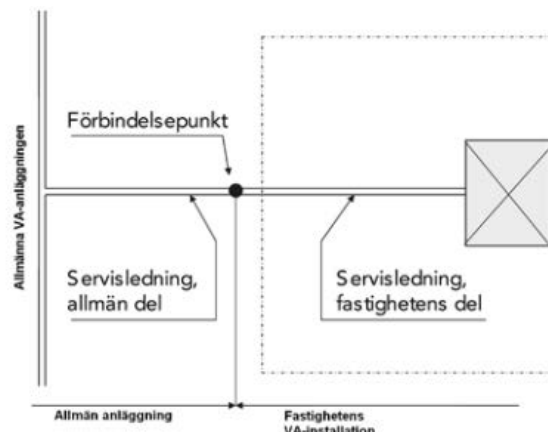 Allmänna VA-anläggningen
Förbindelsepunkt
Servisledning,
allmän del
Servisledning,
fastighetens del
Allmän anläggning
Fastighetens
VA-installation